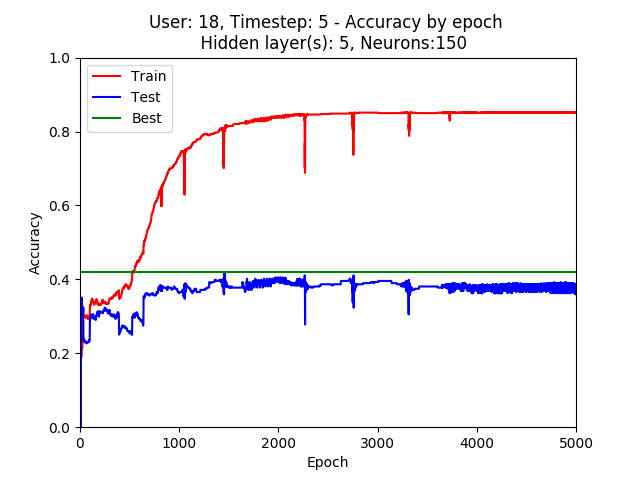 User: 18, Timestep: 5 - Accuracy by epoch
Hidden layer(s): 5, Neurons:150
1.0
Train
Test
Best
0.8
0.6
Accuracy
0.4
0.2
0.0
0 1000 2000 3000 4000 5000
Epoch